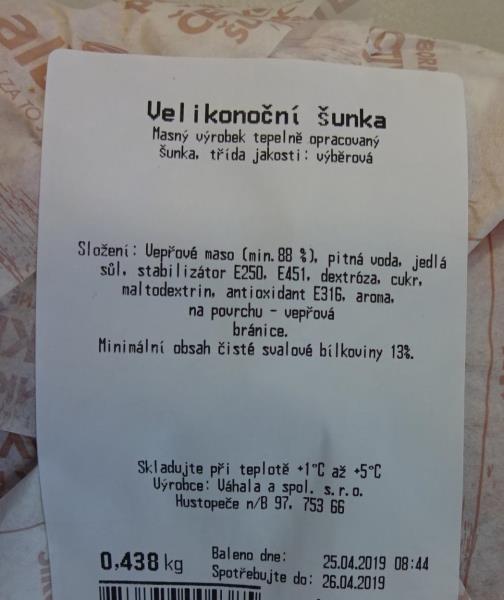 Velikonoční šunka
Masný výrobek tepelně opracovaný
šunka, třída jakosti: výběrová
Složení: Vepřové maso (min.88 %), pitná voda, jedlá
sůl, stabilizátor E250, E451, dextróza, cukr,
maltodextrin, antioxidant E316, aroma,
na povrchu - vepřová
bránice.
Minimální obsah čisté svalové bílkoviny 13%.
Skladujte při teplotě +1°C až +5°C
Výrobce: Váhala a spol. s.r.o.
Hustopeče n/B 97, 753 66
0,438 kg
Baleno dne: 25.04.2019 08:44
Spotřebujte do: 26.04.2019